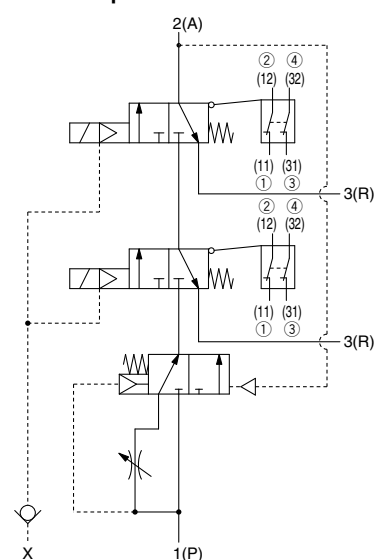 2(A)
② ④
(12) (32)
(11) (31)
① ③
3(R)
② ④
(12) (32)
(11) (31)
① ③
3(R)
X 1(P)